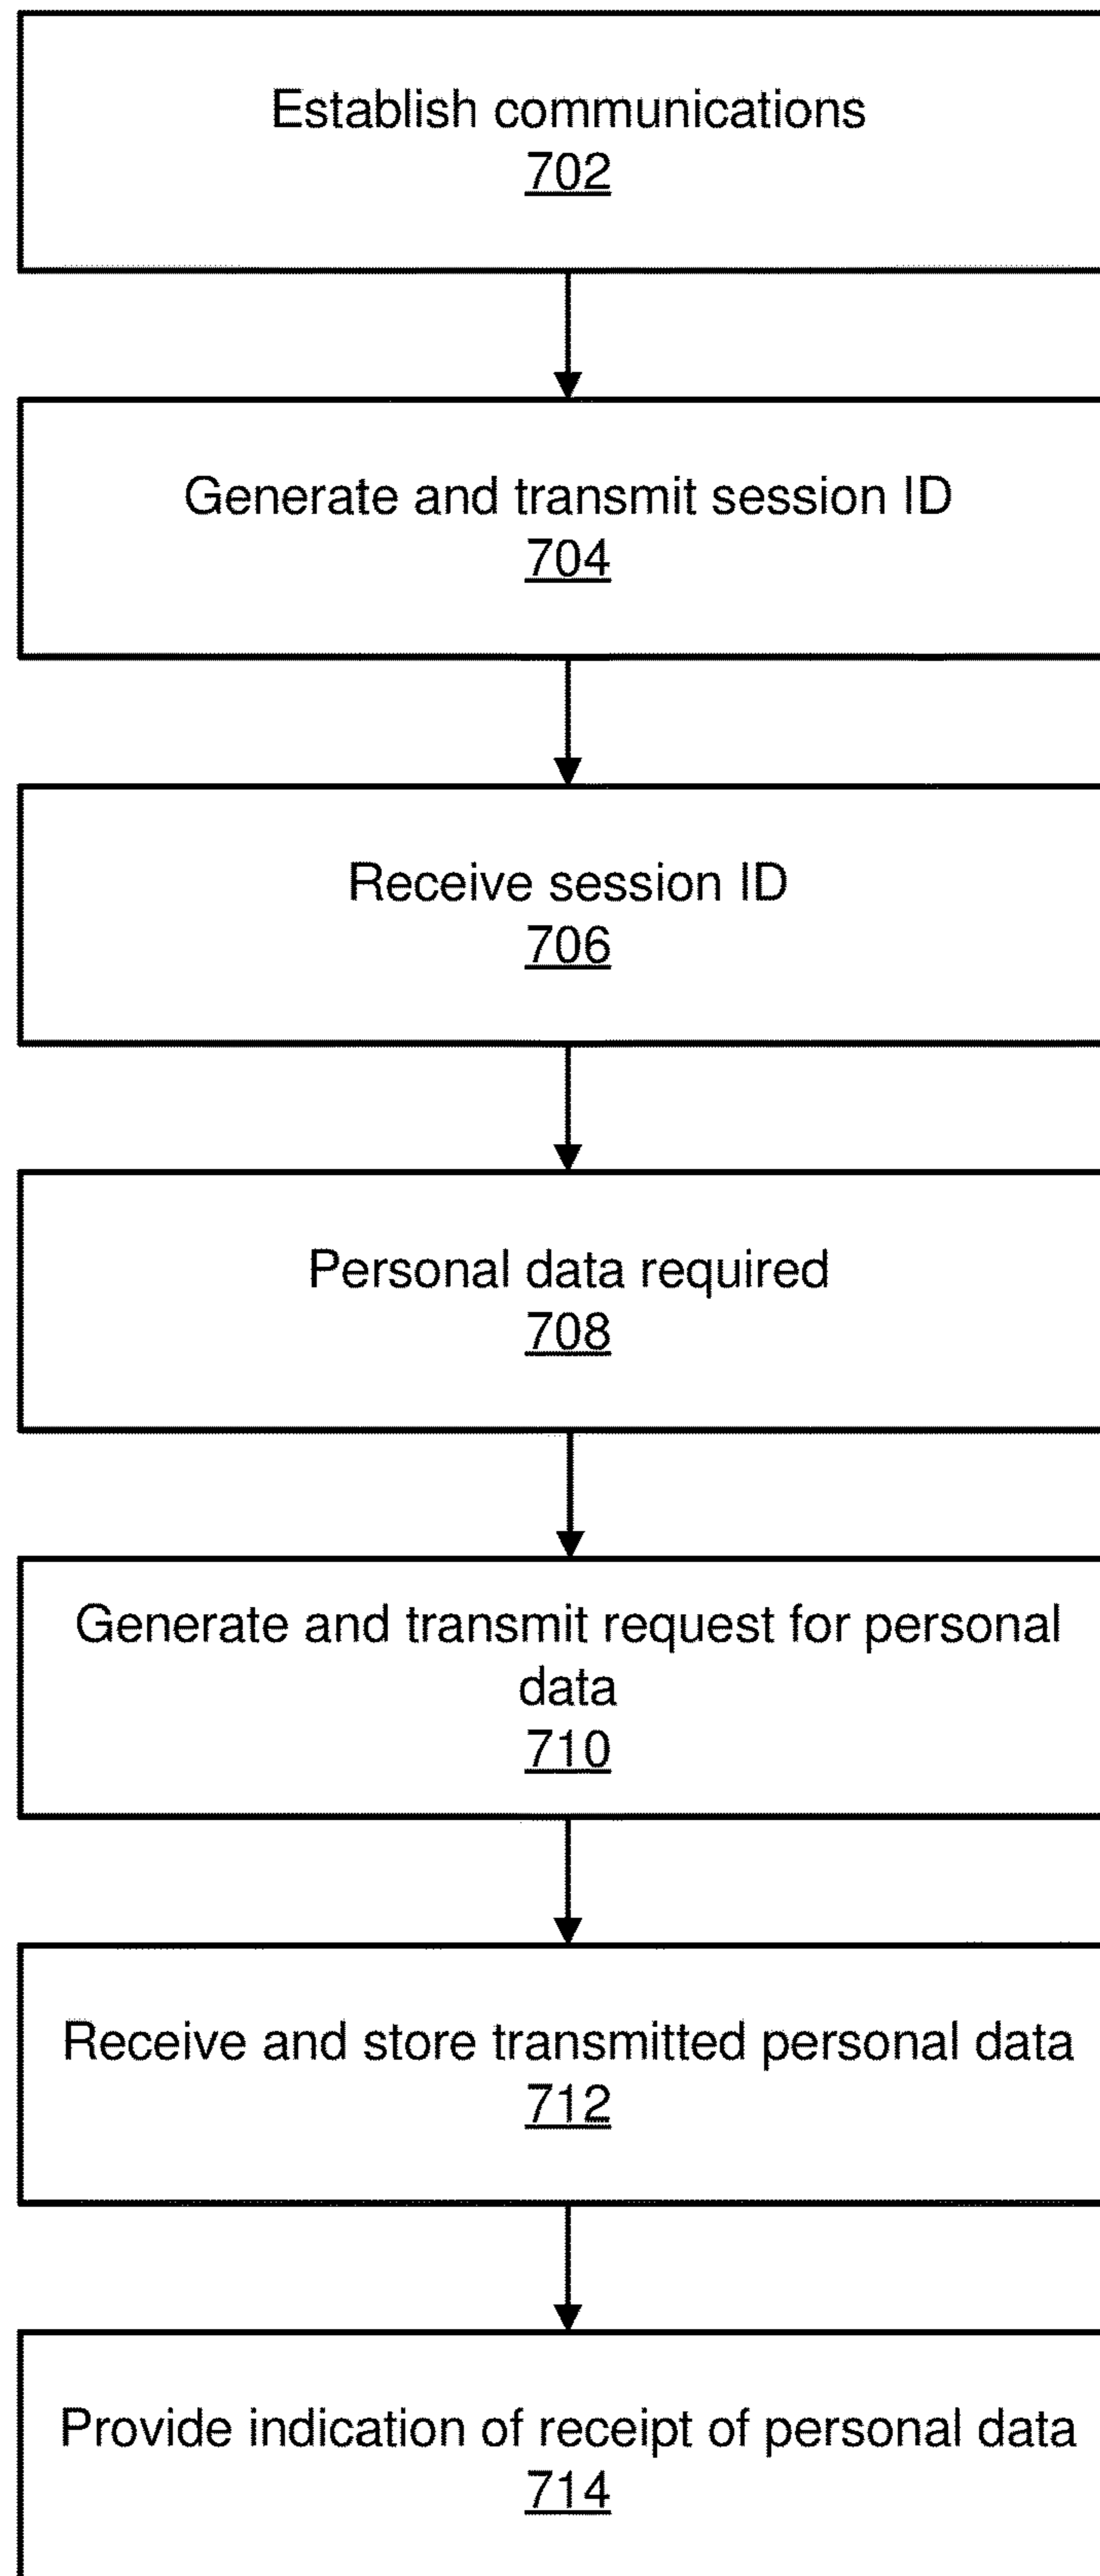 Establish communications
702
Generate and transmit session ID
704
Receive session ID
706
Personal data required
708
Generate and transmit request for personal
data
710
Receive and store transmitted personal data
712
Provide indication of receipt of personal data
714